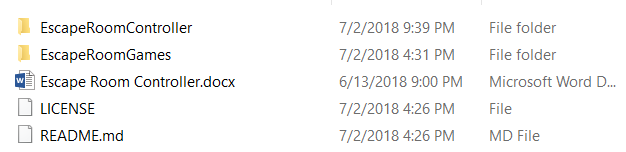 EscapeRoomController 7/2/2018 9:39 PM File folder
EscapeRoomGames 7/2/2018 4:31 PM File folder
Escape Room Controller.docx 6/13/2018 9:00 PM Microsoft Word D...
LICENSE 7/2/2018 4:26 PM File
README.md 7/2/2018 4:26 PM MD File